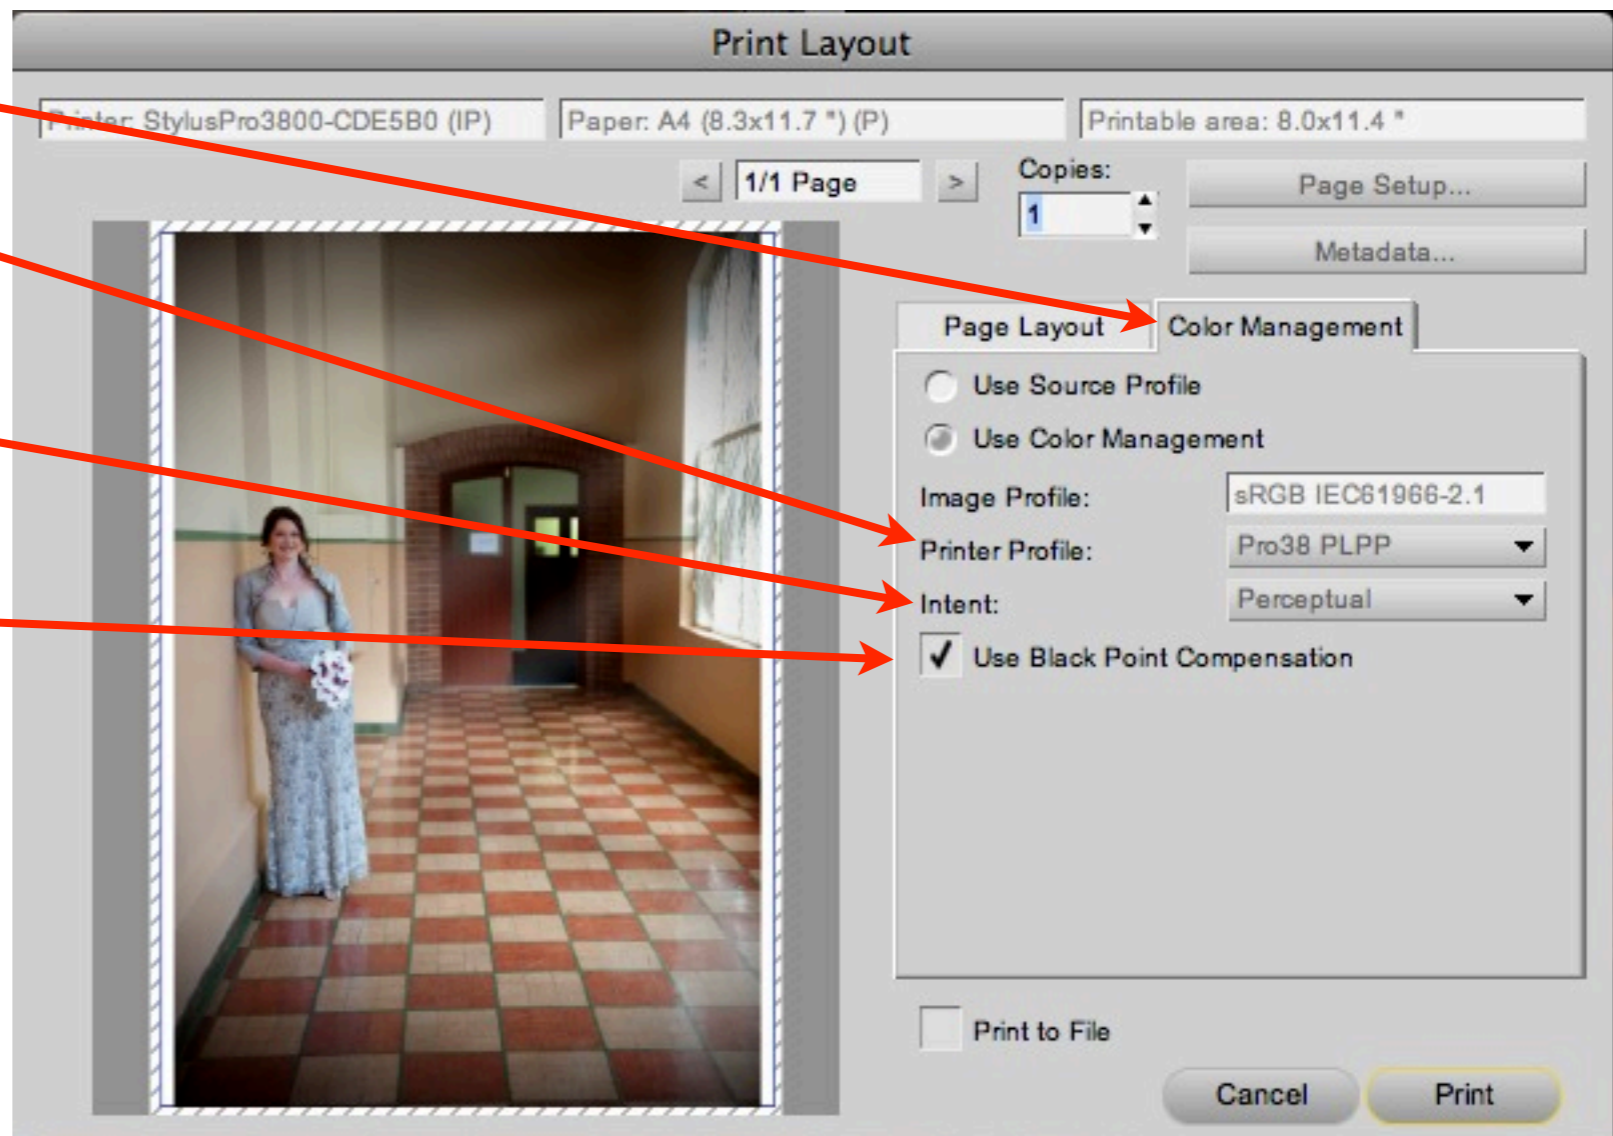 Print Layout
Printer: StylusPro3800-CDE5B0 (IP)
Paper: A4 (8.3x11.7 ") (P)
Printable area: 8.0x11.4 "
< 1/1 Page >
Copies:
1
Page Setup...
Metadata...
Page Layout
Color Management
Use Source Profile
Use Color Management
Image Profile: sRGB IEC61966-2.1
Printer Profile: Pro38 PLPP
Intent: Perceptual
Use Black Point Compensation
Print to File
Cancel
Print